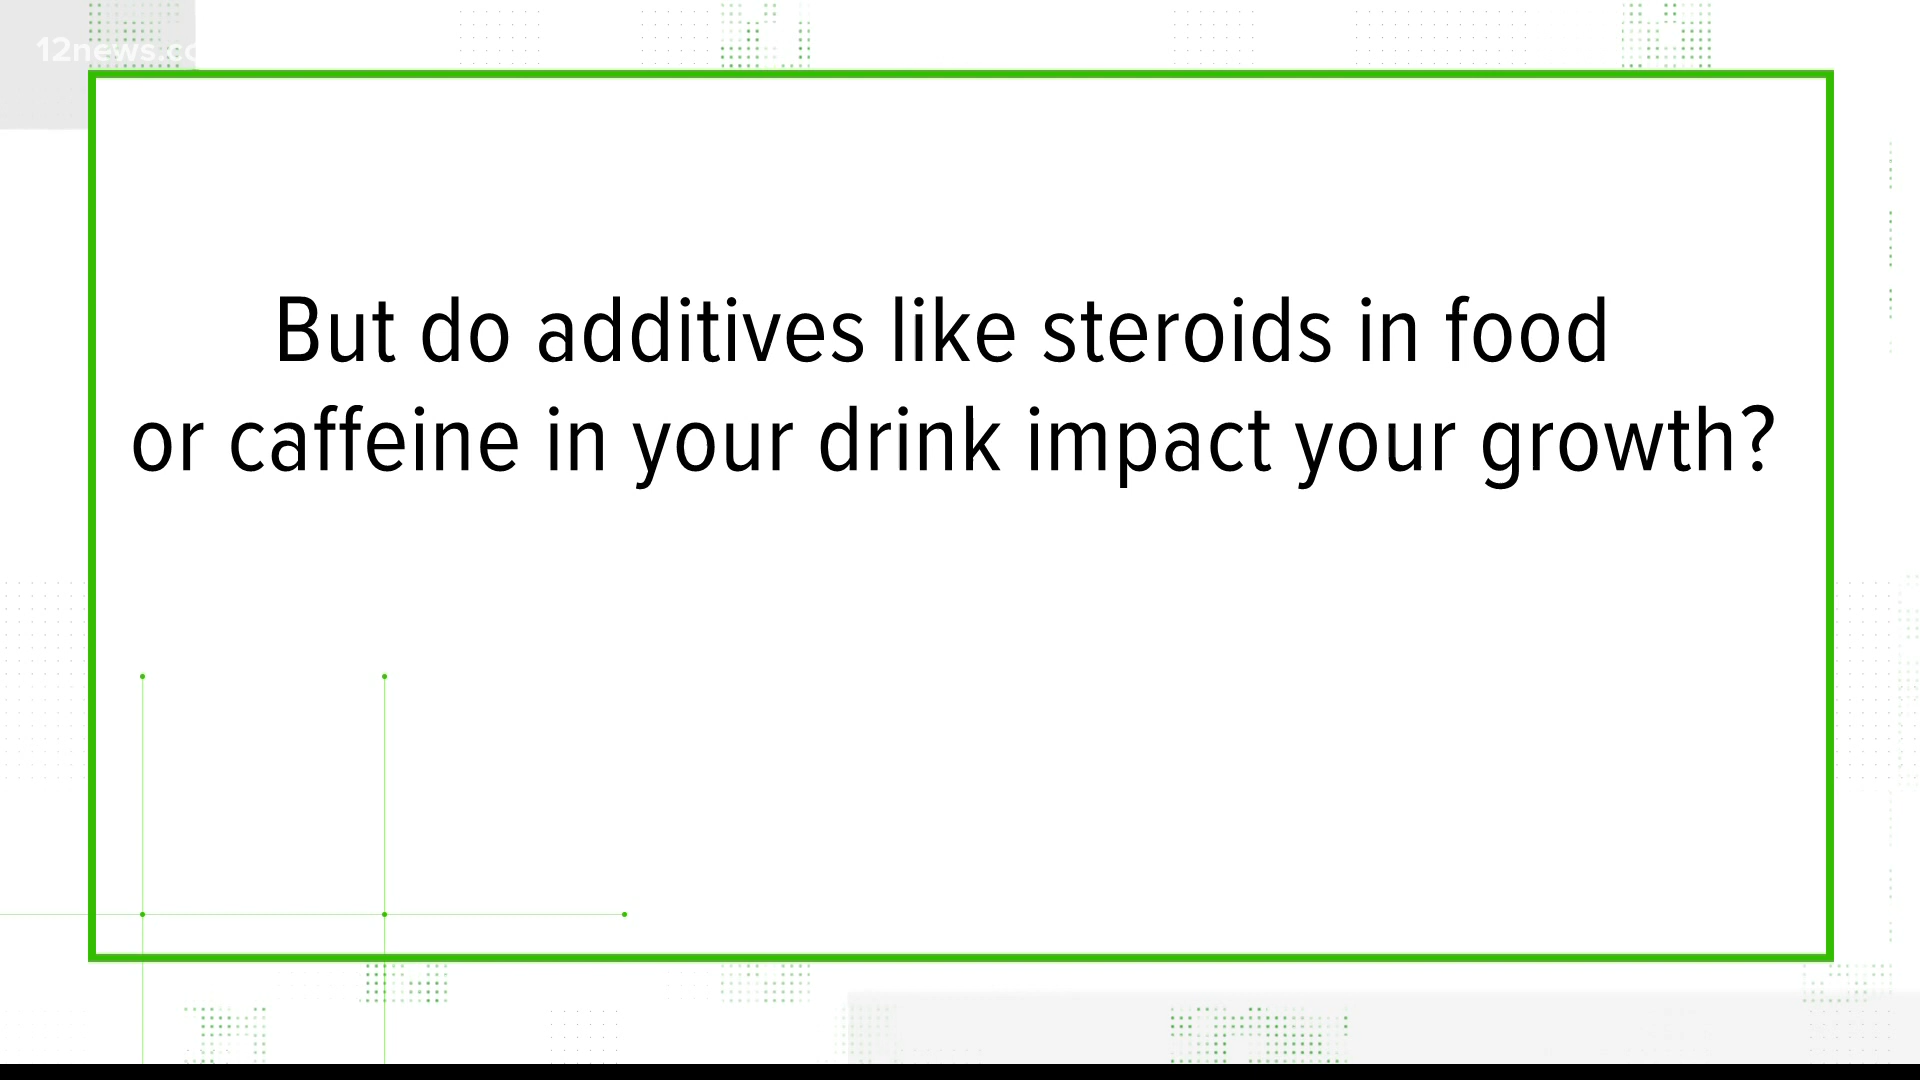 12news.co
But do additives like steroids in food
or caffeine in your drink impact your growth?